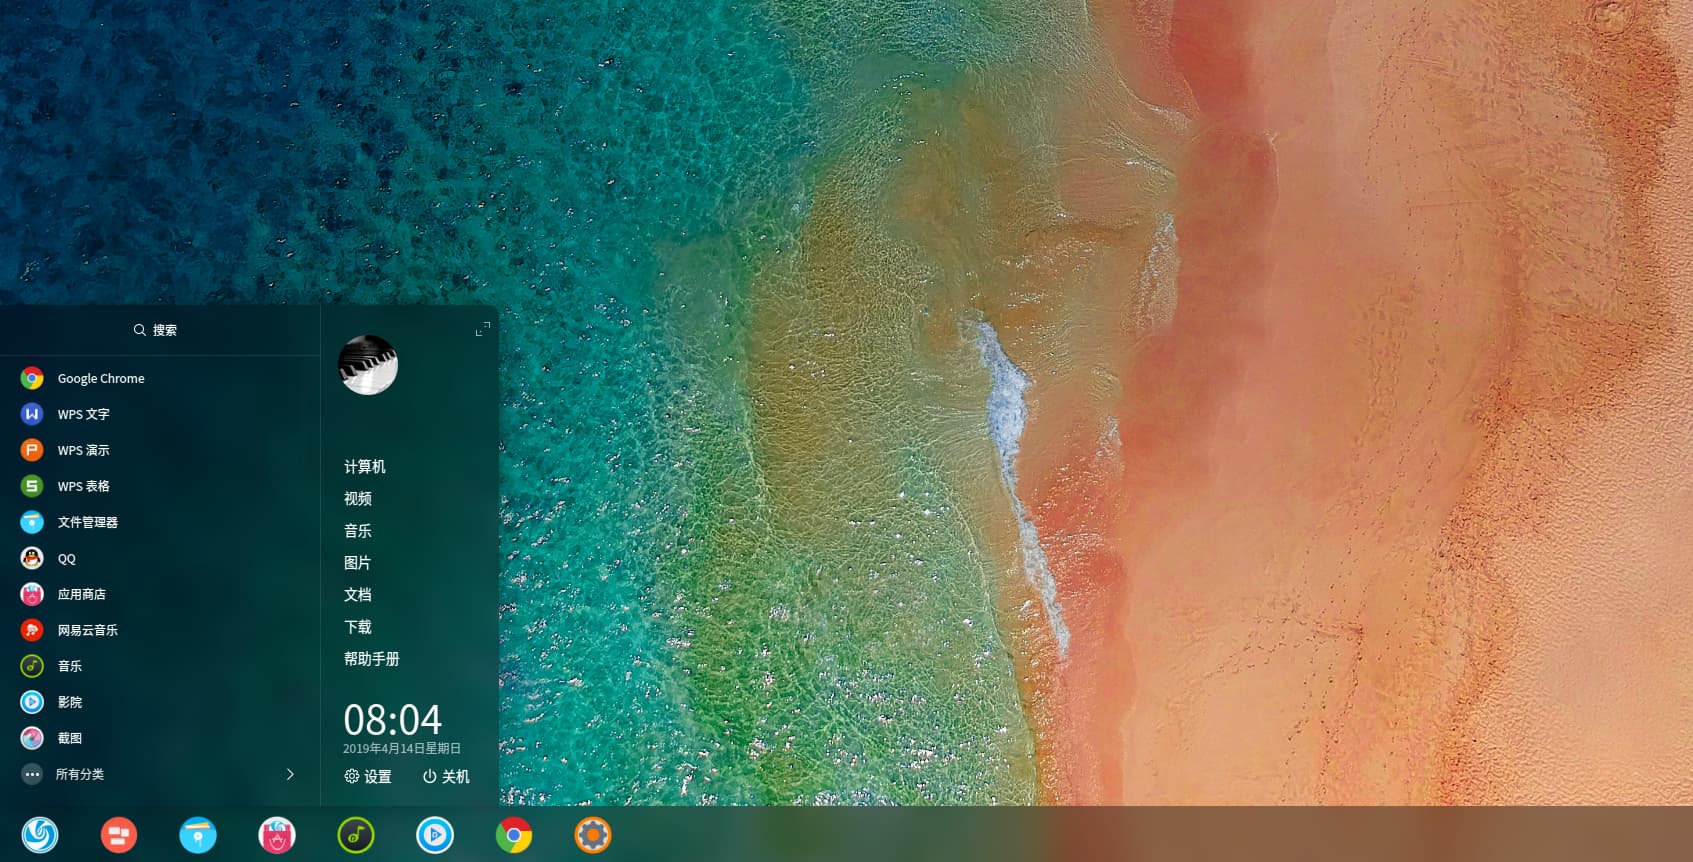 搜索
Google Chrome
WPS 文字
WPS 演示
WPS 表格
文件管理器
QQ
应用商店
网易云音乐
音乐
影院
截图
所有分类
计算机
视频
音乐
图片
文档
下载
帮助手册
08:04
2019年4月14日星期日
设置 关机